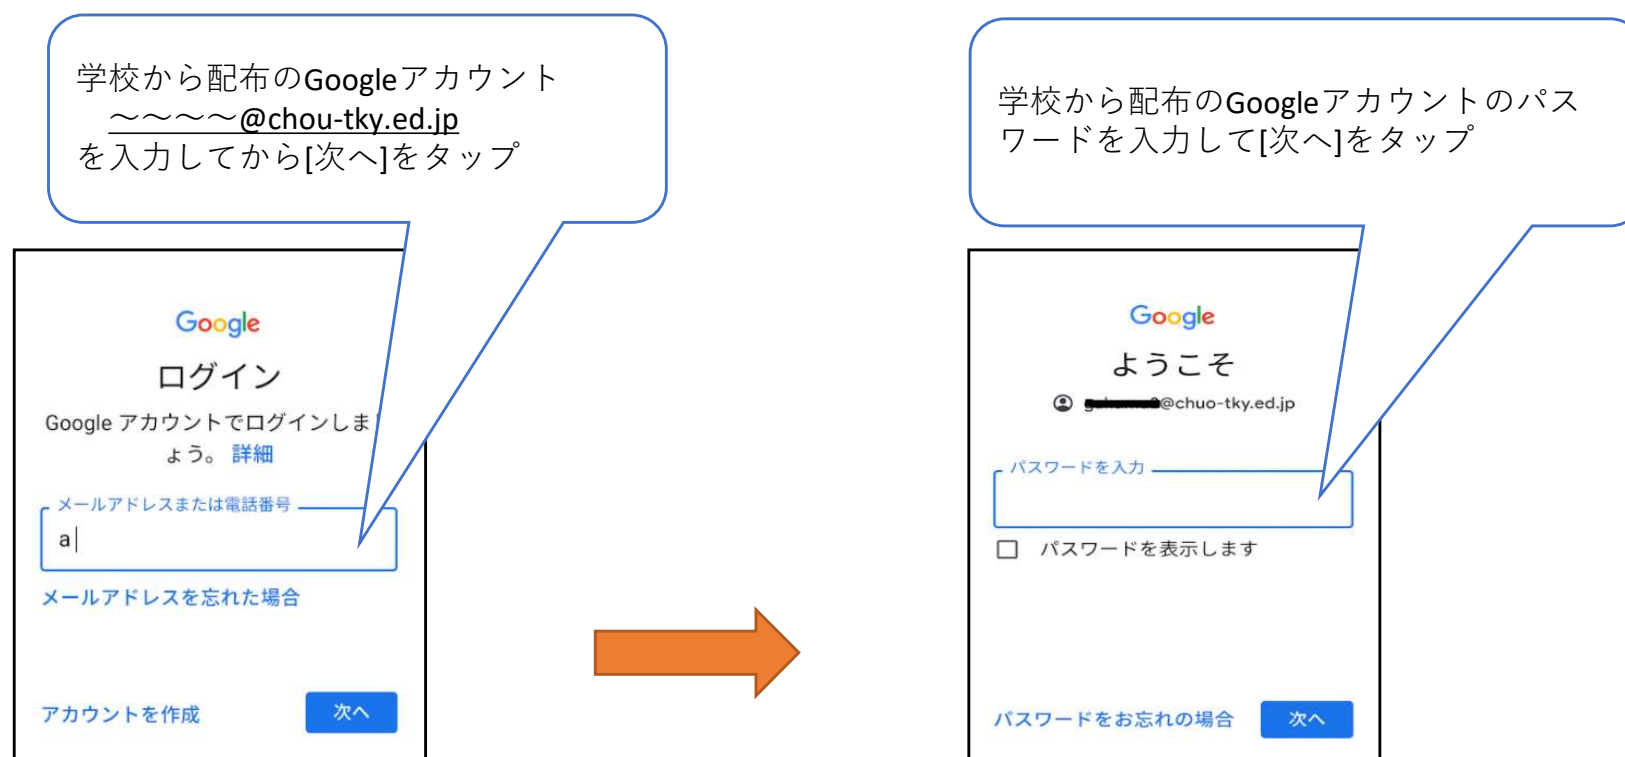 学校から配布のGoogleアカウント
～～～～@chou-tky.ed.jp
を入力してから[次へ]をタップ
Google
ログイン
Google アカウントでログインしま
ょう。 詳細
メールアドレスまたは電話番号
a
メールアドレスを忘れた場合
アカウントを作成
次へ
学校から配布のGoogleアカウントのパス
ワードを入力して[次へ]をタップ
Google
ようこそ
@chuo-tky.ed.jp
パスワードを入力
パスワードを表示します
パスワードをお忘れの場合
次へ